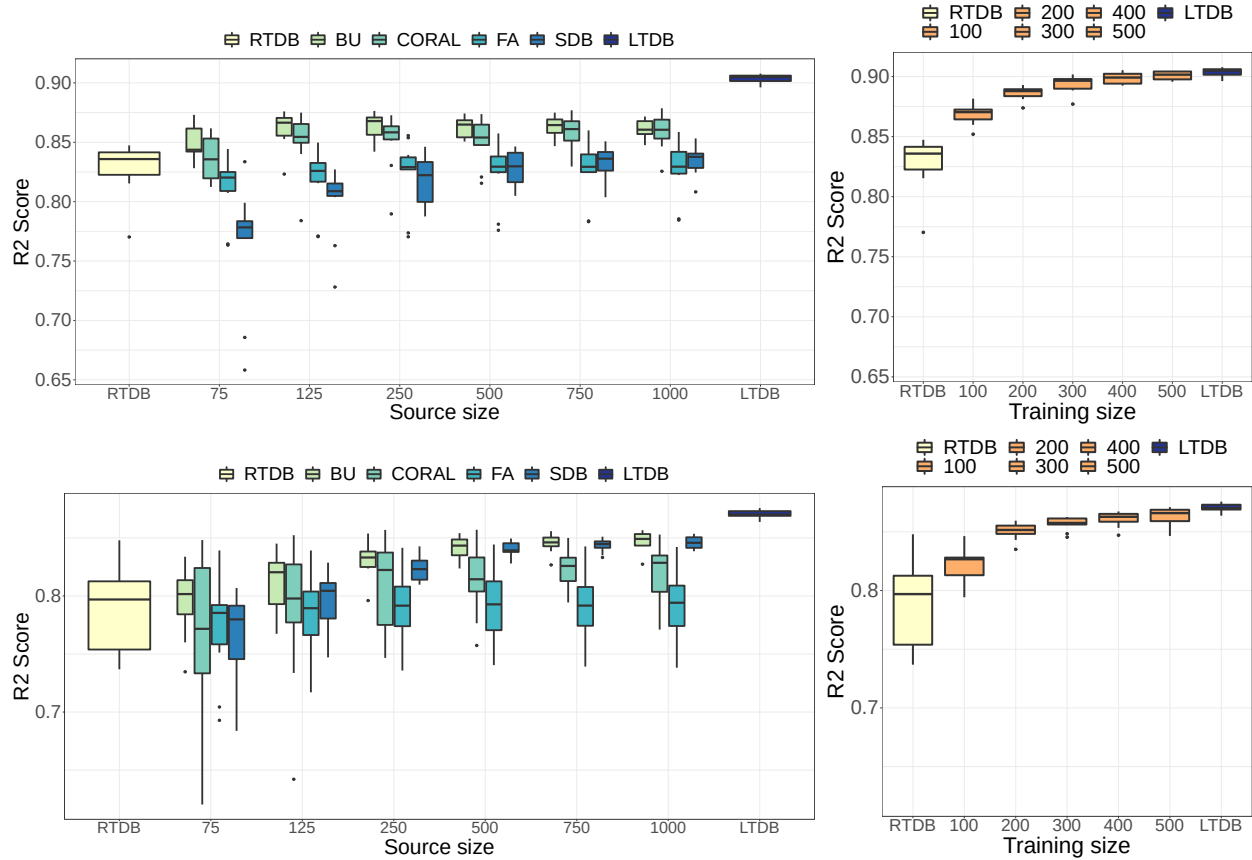 RTDB BU CORAL FA SDB LTDB
R2 Score
0.90
0.85
0.80
0.75
0.70
0.65
RTDB 75 125 250 500 750 1000 LTDB
Source size
RTDB 200 400 LTDB
100 300 500
R2 Score
0.90
0.85
0.80
0.75
0.70
0.65
RTDB 100 200 300 400 500 LTDB
Training size
RTDB BU CORAL FA SDB LTDB
R2 Score
0.8
0.7
RTDB 75 125 250 500 750 1000 LTDB
Source size
RTDB 200 400 LTDB
100 300 500
R2 Score
0.8
0.7
RTDB 100 200 300 400 500 LTDB
Training size